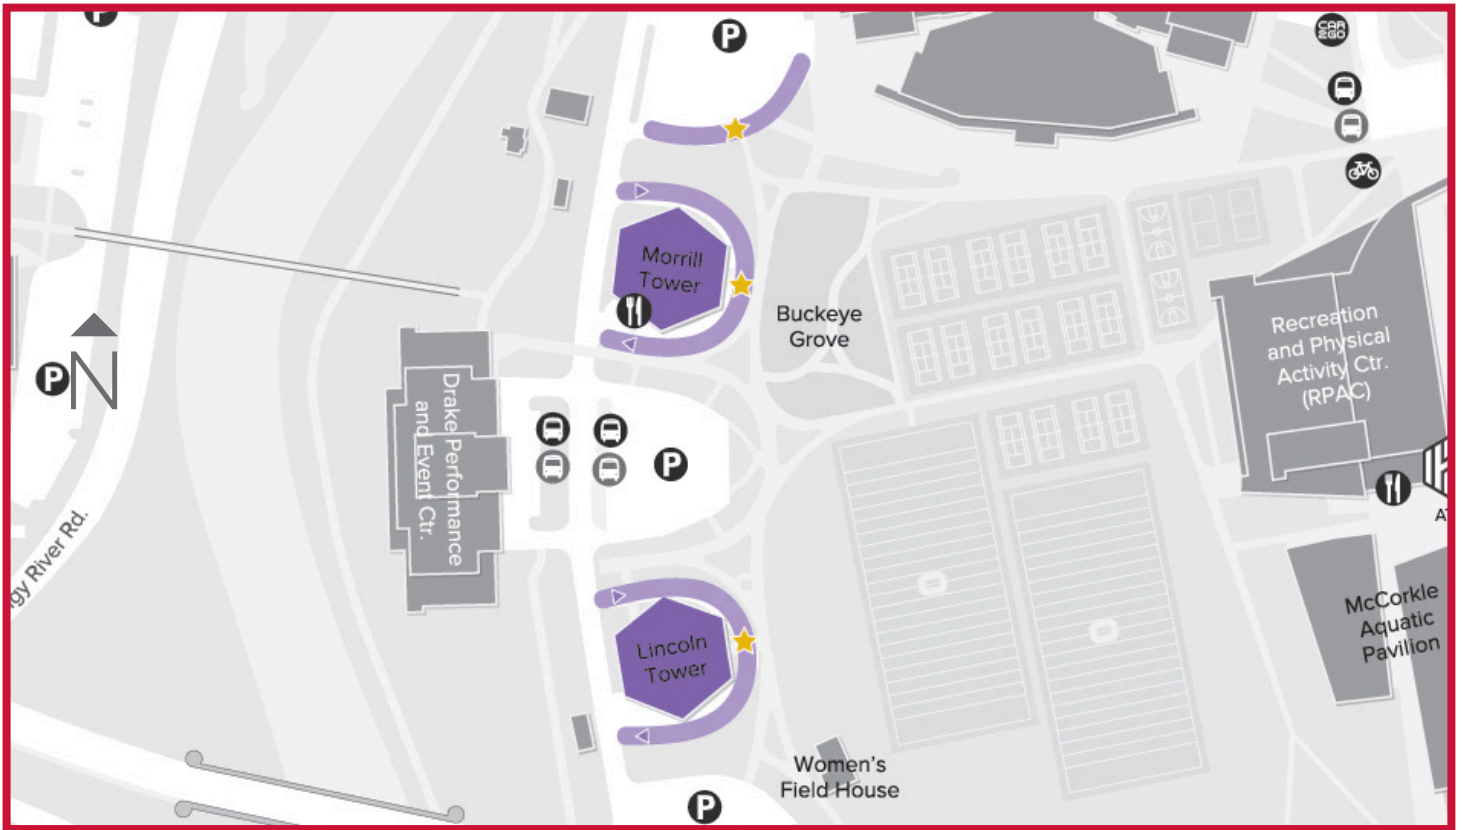 P
P
CAR
2GO
Morrill
Tower
Buckeye
Grove
Recreation
and Physical
Activity Ctr.
(RPAC)
N
P
Drake Performance
and Event Ctr.
P
gy River Rd.
McCorkle
Aquatic
Pavilion
Lincoln
Tower
Women's
Field House
P